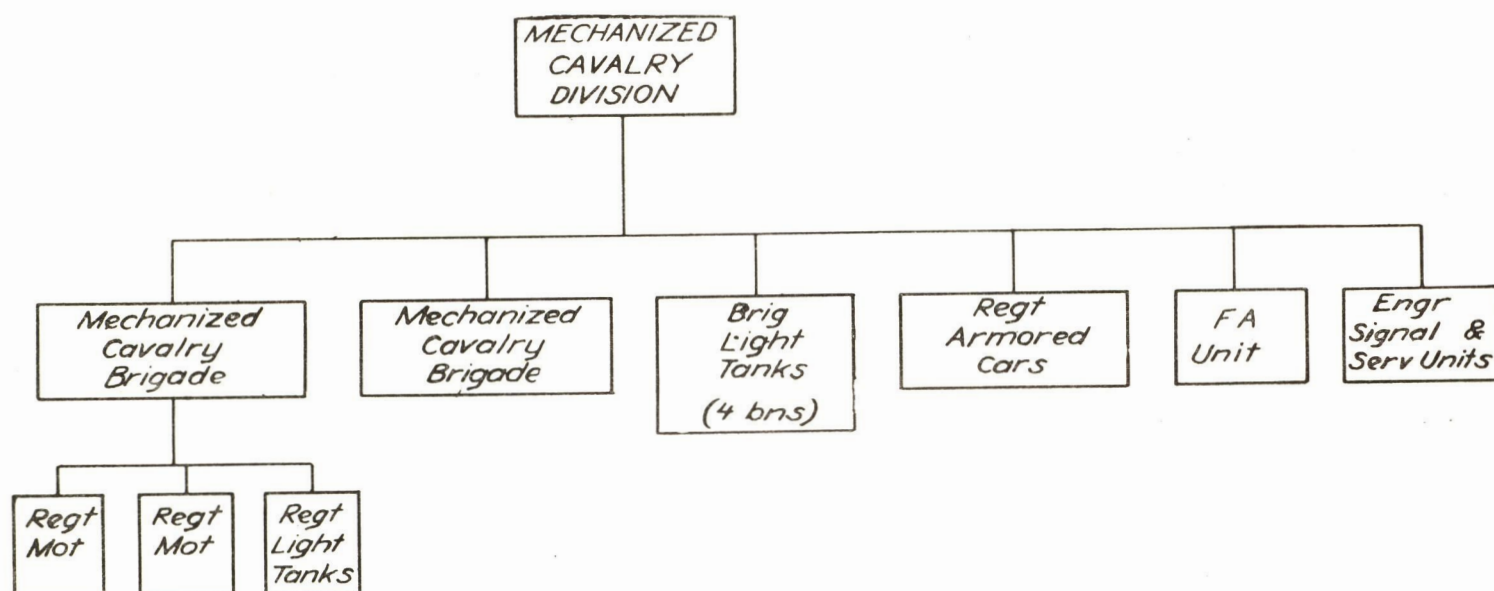 MECHANIZED
CAVALRY
DIVISION
Mechanized
Cavalry
Brigade
Mechanized
Cavalry
Brigade
Brig
Light
Tanks
(4 bns)
Regt
Armored
Cars
FA
Unit
Engr
Signal &
Serv Units
Regt
Mot
Regt
Mot
Regt
Light
Tanks